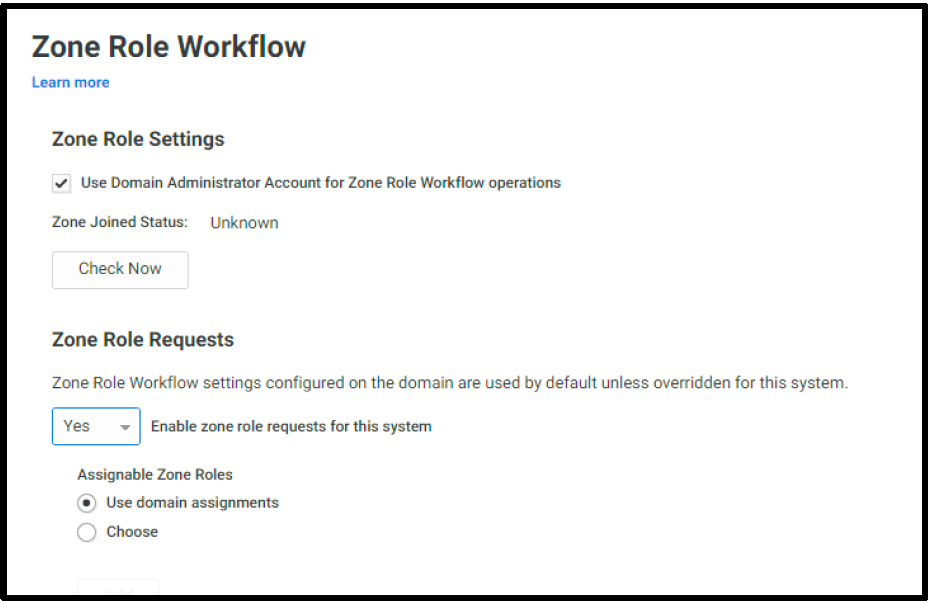 Zone Role Workflow
Learn more
Zone Role Settings
Use Domain Administrator Account for Zone Role Workflow operations
Zone Joined Status: Unknown
Check Now
Zone Role Requests
Zone Role Workflow settings configured on the domain are used by default unless overridden for this system.
Yes Enable zone role requests for this system
Assignable Zone Roles
Use domain assignments
Choose